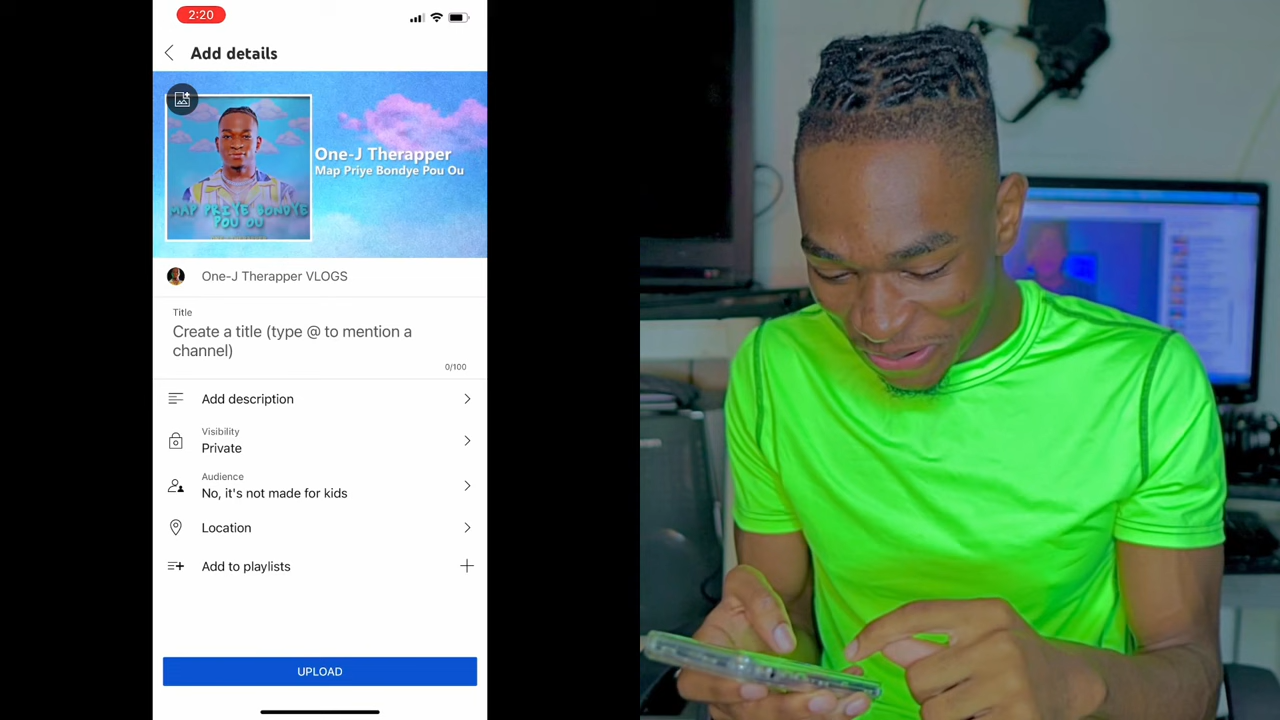 2:20
Add details
One-J Therapper
Map Priye Bondye Pou Ou
MAP PRIYE BONDYE
POU OU
One-J Therapper VLOGS
Title
Create a title (type @ to mention a
channel)
0/100
Add description
Visibility
Private
Audience
No, it's not made for kids
Location
Add to playlists
UPLOAD